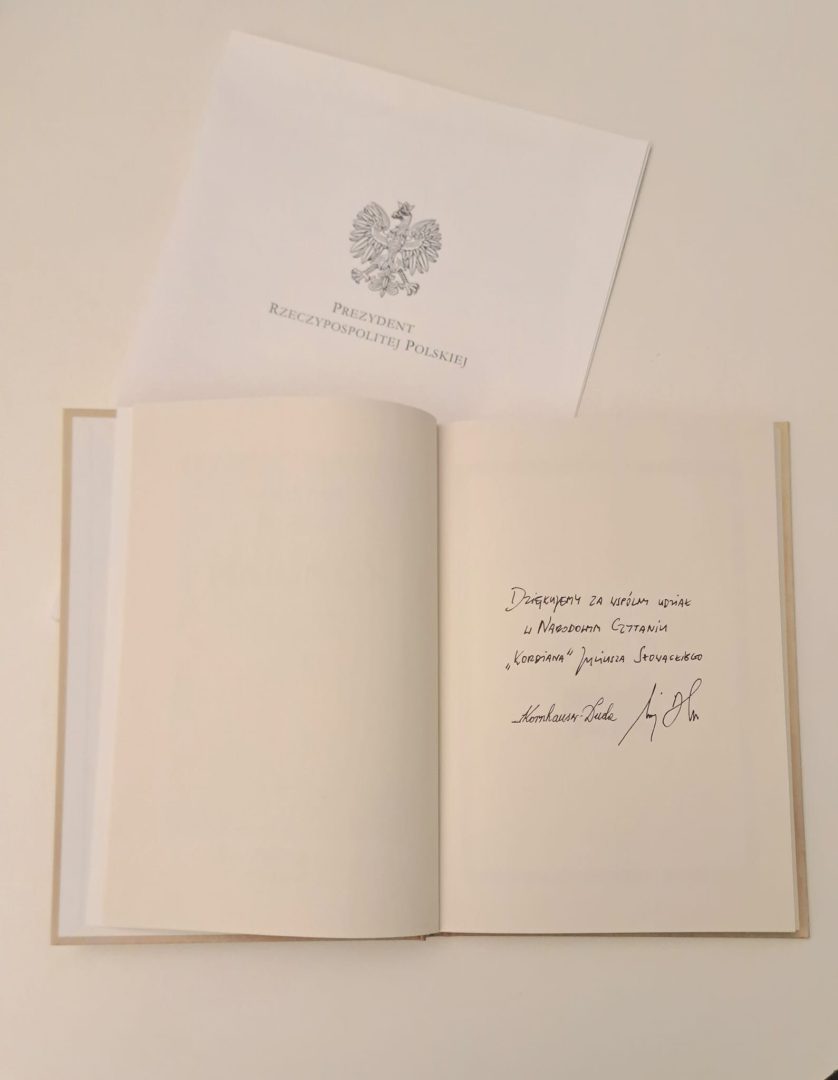 PREZYDENT
RZECZYPOSPOLITEJ POLSKIEJ
Dziękujemy za wspólny udział
w Narodowym Czytaniu
„Kordiana” Juliusza Słowackiego
Kornhauser-Duda